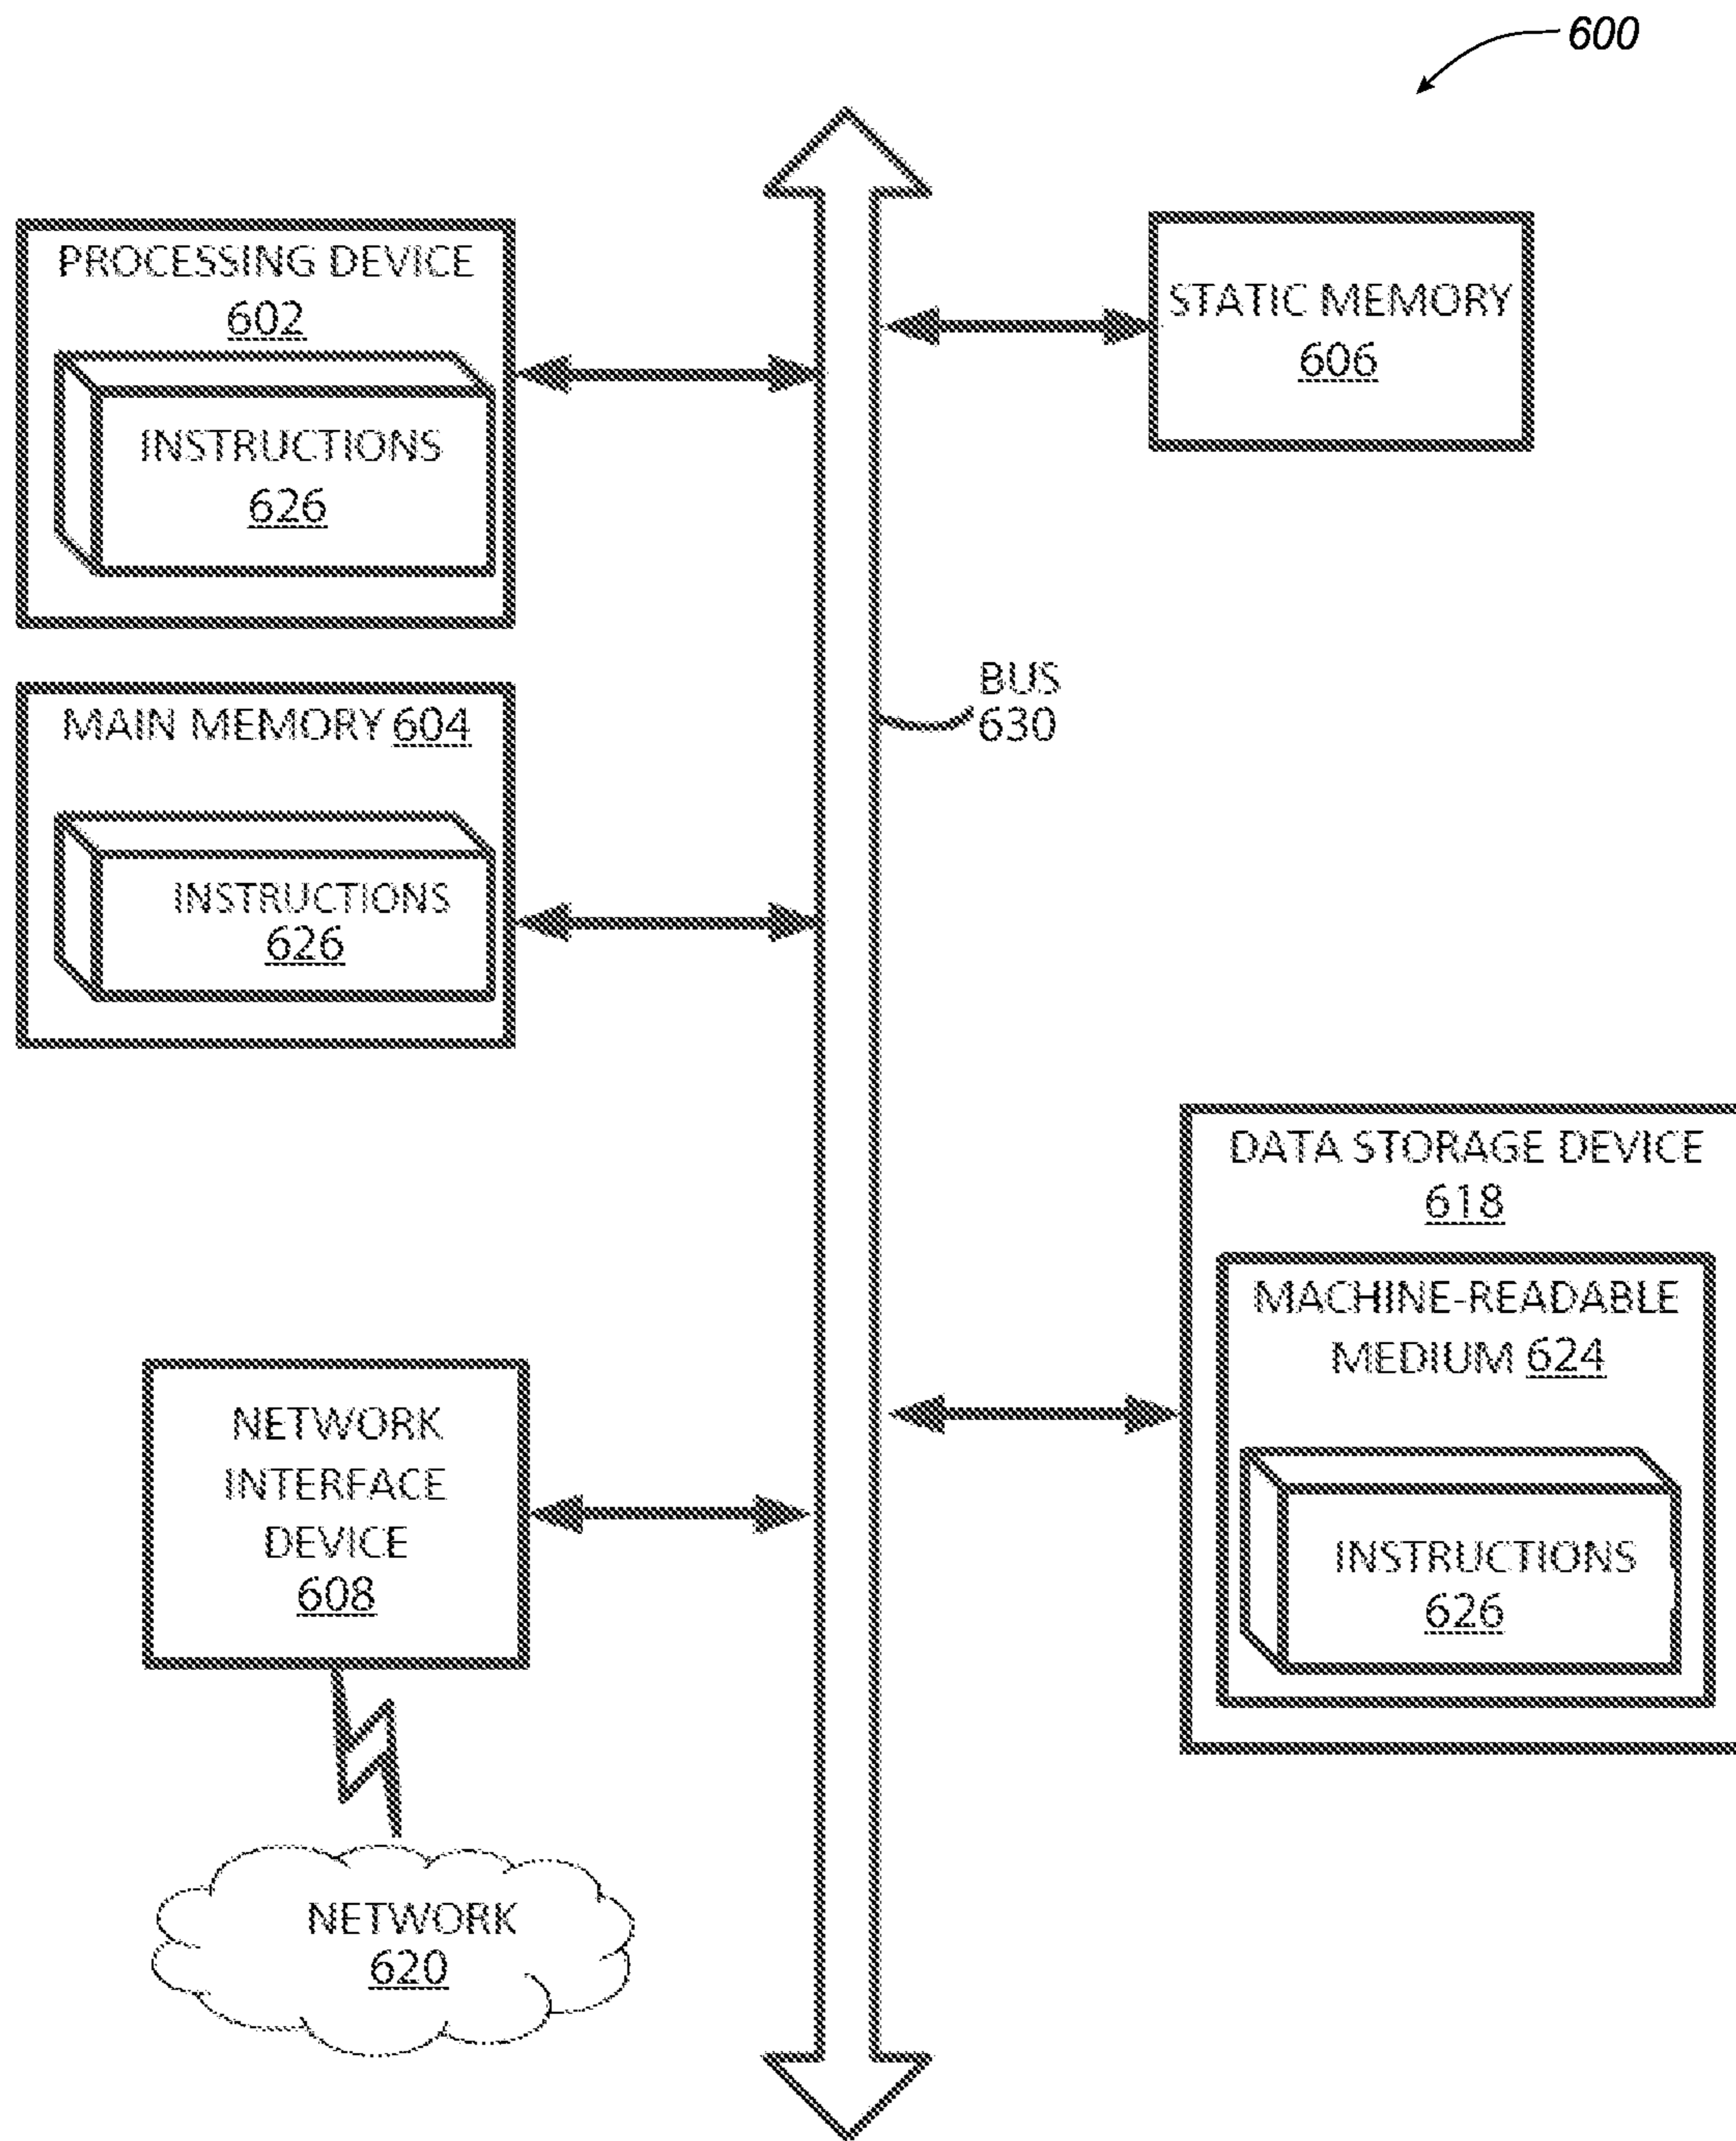 600
PROCESSING DEVICE
602
INSTRUCTIONS
626
STATIC MEMORY
606
BUS
630
MAIN MEMORY 604
INSTRUCTIONS
626
DATA STORAGE DEVICE
618
MACHINE-READABLE
MEDIUM 624
INSTRUCTIONS
626
NETWORK
INTERFACE
DEVICE
608
NETWORK
620